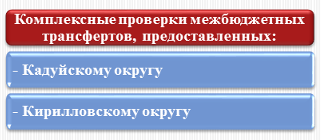 Комплексные проверки межбюджетных
трансфертов, предоставленных:
- Кадуйскому округу
- Кирилловскому округу